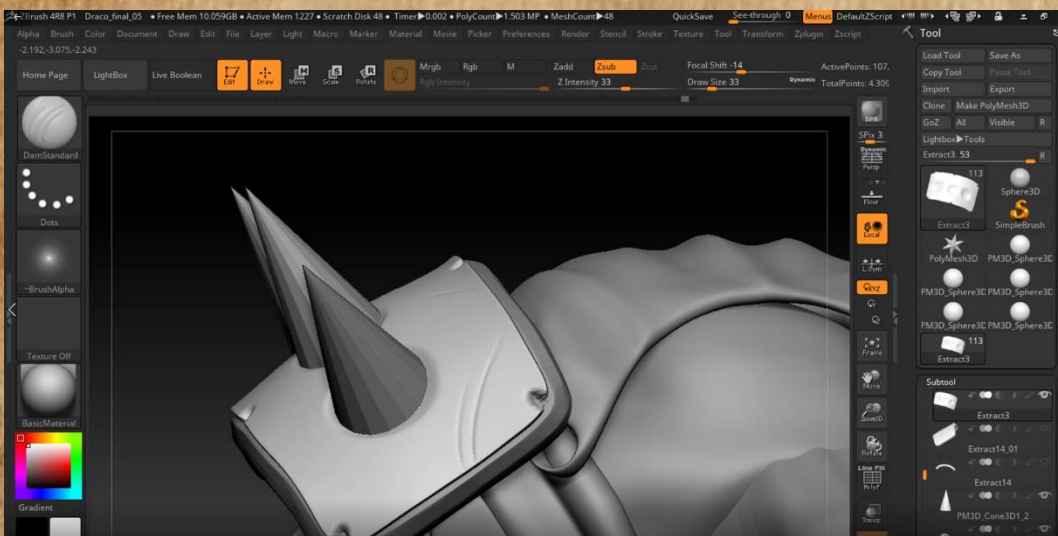 ZBrush 4R8 P1 Draco_final_05 • Free Mem 10.059GB • Active Mem 1227 • Scratch Disk 48 • Timer▶0.002 • PolyCount▶1.503 MP • MeshCount▶48 QuickSave See-through 0 Menus DefaultZScript
Alpha Brush Color Document Draw Edit File Layer Light Macro Marker Material Movie Picker Preferences Render Stencil Stroke Texture Tool Transform Zplugin Zscript
-2.192,-3.075,-2.243
Home Page LightBox Live Boolean Edit Draw Move Scale Rotate
Mrgb Rgb M Zadd Zsub Zcut Focal Shift -14 ActivePoints: 107,
Rgb Intensity Z Intensity 33 Draw Size 33 Dynamic TotalPoints: 4.309
DamStandard
Dots
~BrushAlpha
Texture Off
BasicMaterial
Gradient
BPR
SPix 3
Dynamic
Persp
Floor
Local
L.Sym
XYZ
Frame
Move
Zoom3D
Rotate
Line Fill
PolyF
Transp
Tool
Load Tool Save As
Copy Tool Paste Tool
Import Export
Clone Make PolyMesh3D
GoZ All Visible R
Lightbox▶Tools
Extract3. 53 R
113
Sphere3D
Extract3 SimpleBrush
PolyMesh3D PM3D_Sphere3D
PM3D_Sphere3D PM3D_Sphere3D
PM3D_Sphere3D PM3D_Sphere3D
113
Extract3
Subtool
Extract3
Extract14_01
Extract14
PM3D_Cone3D1_2